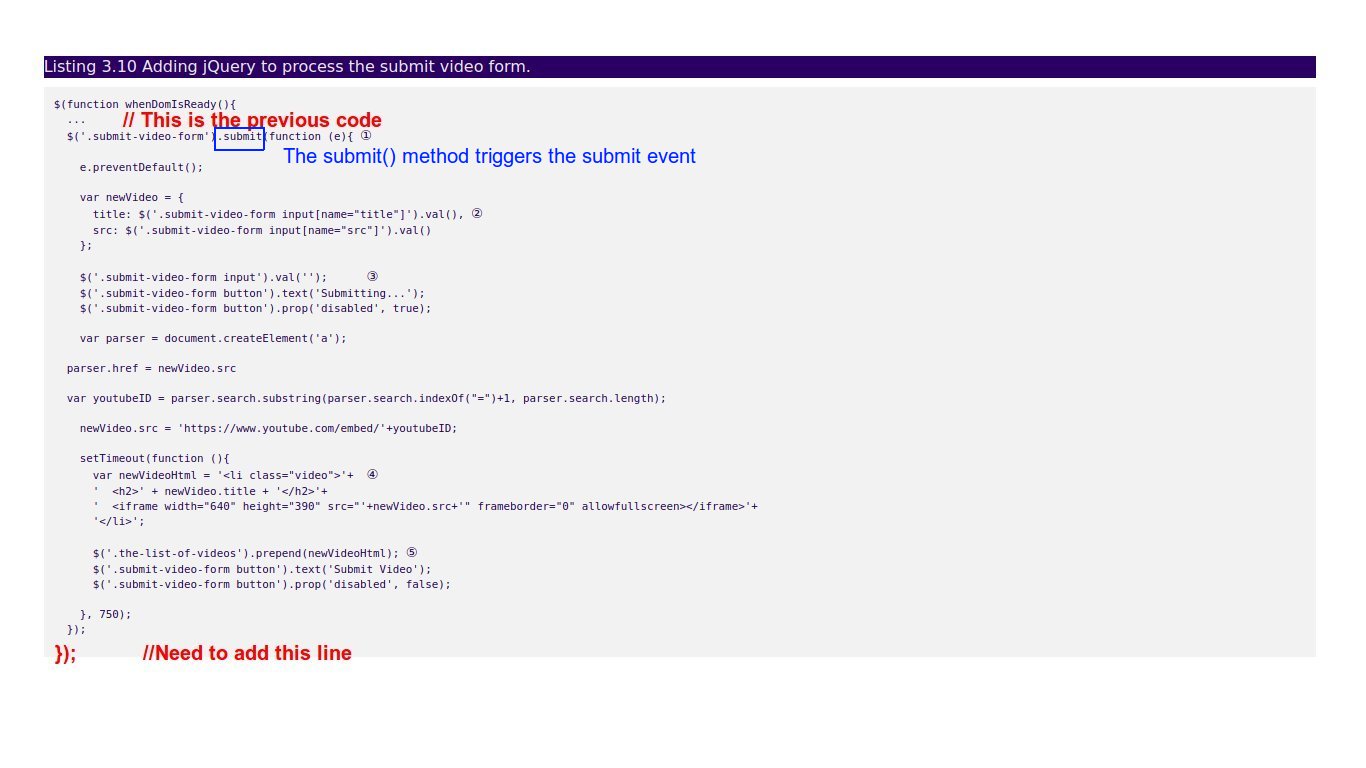 Listing 3.10 Adding jQuery to process the submit video form.
$(function whenDomIsReady(){
... // This is the previous code
$('.submit-video-form').submit(function (e){ ①
The submit() method triggers the submit event
e.preventDefault();
var newVideo = {
title: $('.submit-video-form input[name="title"]').val(), ②
src: $('.submit-video-form input[name="src"]').val()
};
$('.submit-video-form input').val(''); ③
$('.submit-video-form button').text('Submitting...');
$('.submit-video-form button').prop('disabled', true);
var parser = document.createElement('a');
parser.href = newVideo.src
var youtubeID = parser.search.substring(parser.search.indexOf("=")+1, parser.search.length);
newVideo.src = 'https://www.youtube.com/embed/'+youtubeID;
setTimeout(function (){
var newVideoHtml = '<li class="video">'+ ④
' <h2>' + newVideo.title + '</h2>'+
' <iframe width="640" height="390" src="'+newVideo.src+'" frameborder="0" allowfullscreen></iframe>'+
'</li>';
$('.the-list-of-videos').prepend(newVideoHtml); ⑤
$('.submit-video-form button').text('Submit Video');
$('.submit-video-form button').prop('disabled', false);
}, 750);
});
}); //Need to add this line